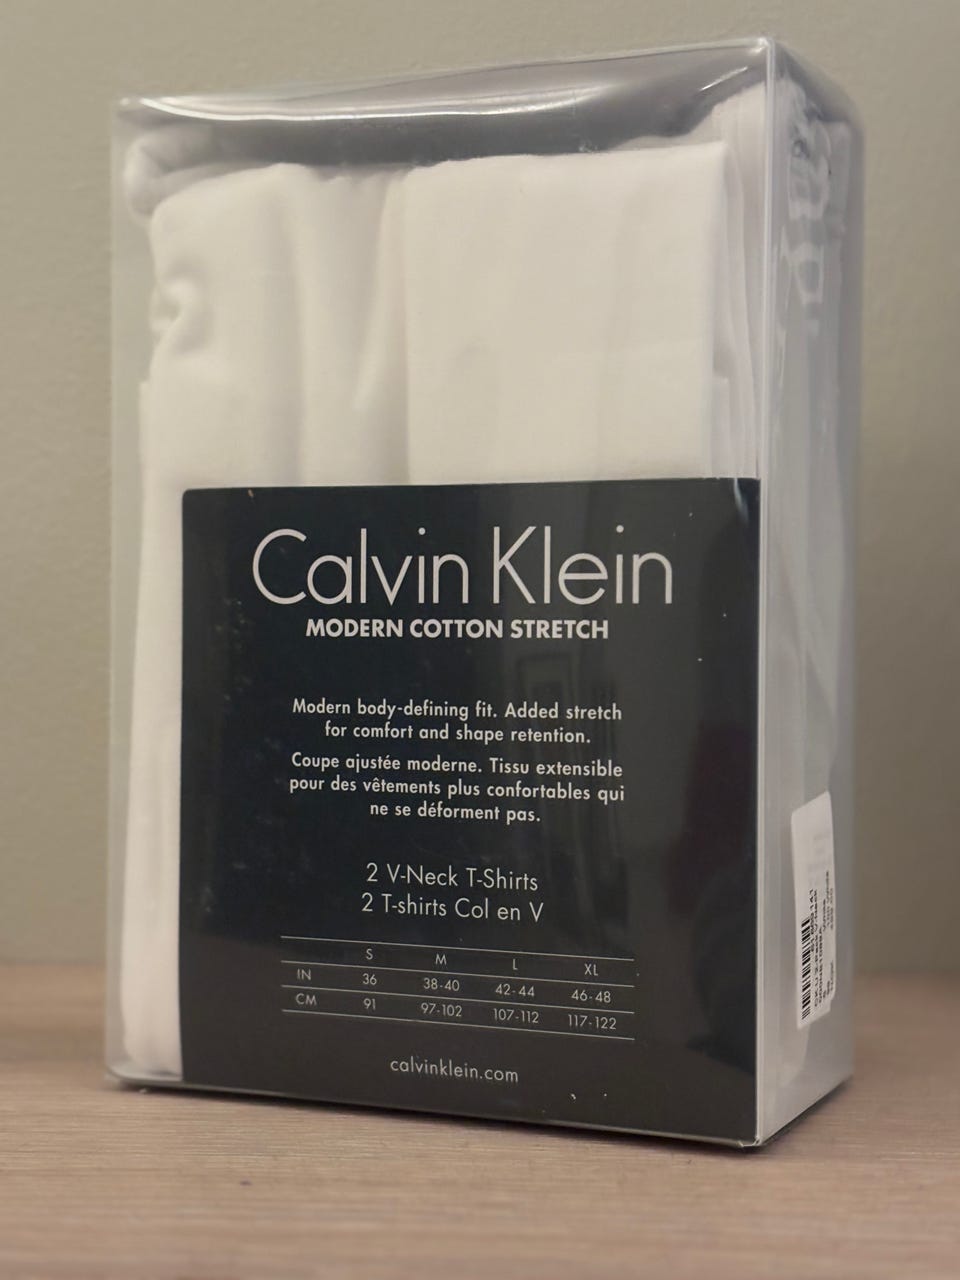 Calvin Klein
MODERN COTTON STRETCH
Modern body-defining fit. Added stretch
for comfort and shape retention.
Coupe ajustée moderne. Tissu extensible
pour des vêtements plus confortables qui
ne se déforment pas.
2 V-Neck T-Shirts
2 T-shirts Col en V
S M L XL
IN 36 38-40 42-44 46-48
CM 91 97-102 107-112 117-122
calvinklein.com